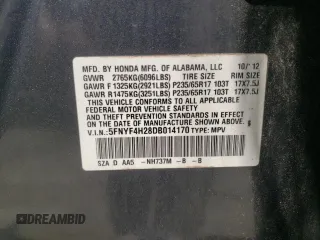 MFD. BY HONDA MFG. OF ALABAMA, LLC 10/'12
GVWR 2765KG(6096LBS) TIRE SIZE RIM SIZE
GAWR F 1325KG(2921LBS) P235/65R17 103T 17X7.5J
GAWR R 1475KG(3251LBS) P235/65R17 103T 17X7.5J
THIS VEHICLE CONFORMS TO ALL APPLICABLE
FEDERAL MOTOR VEHICLE SAFETY AND THEFT
PREVENTION STANDARDS IN EFFECT ON THE DATE
OF MANUFACTURE SHOWN ABOVE.
V.I.N.: 5FNYF4H28DB014170 TYPE: MPV
SZA D AA5 -NH737M -B -B